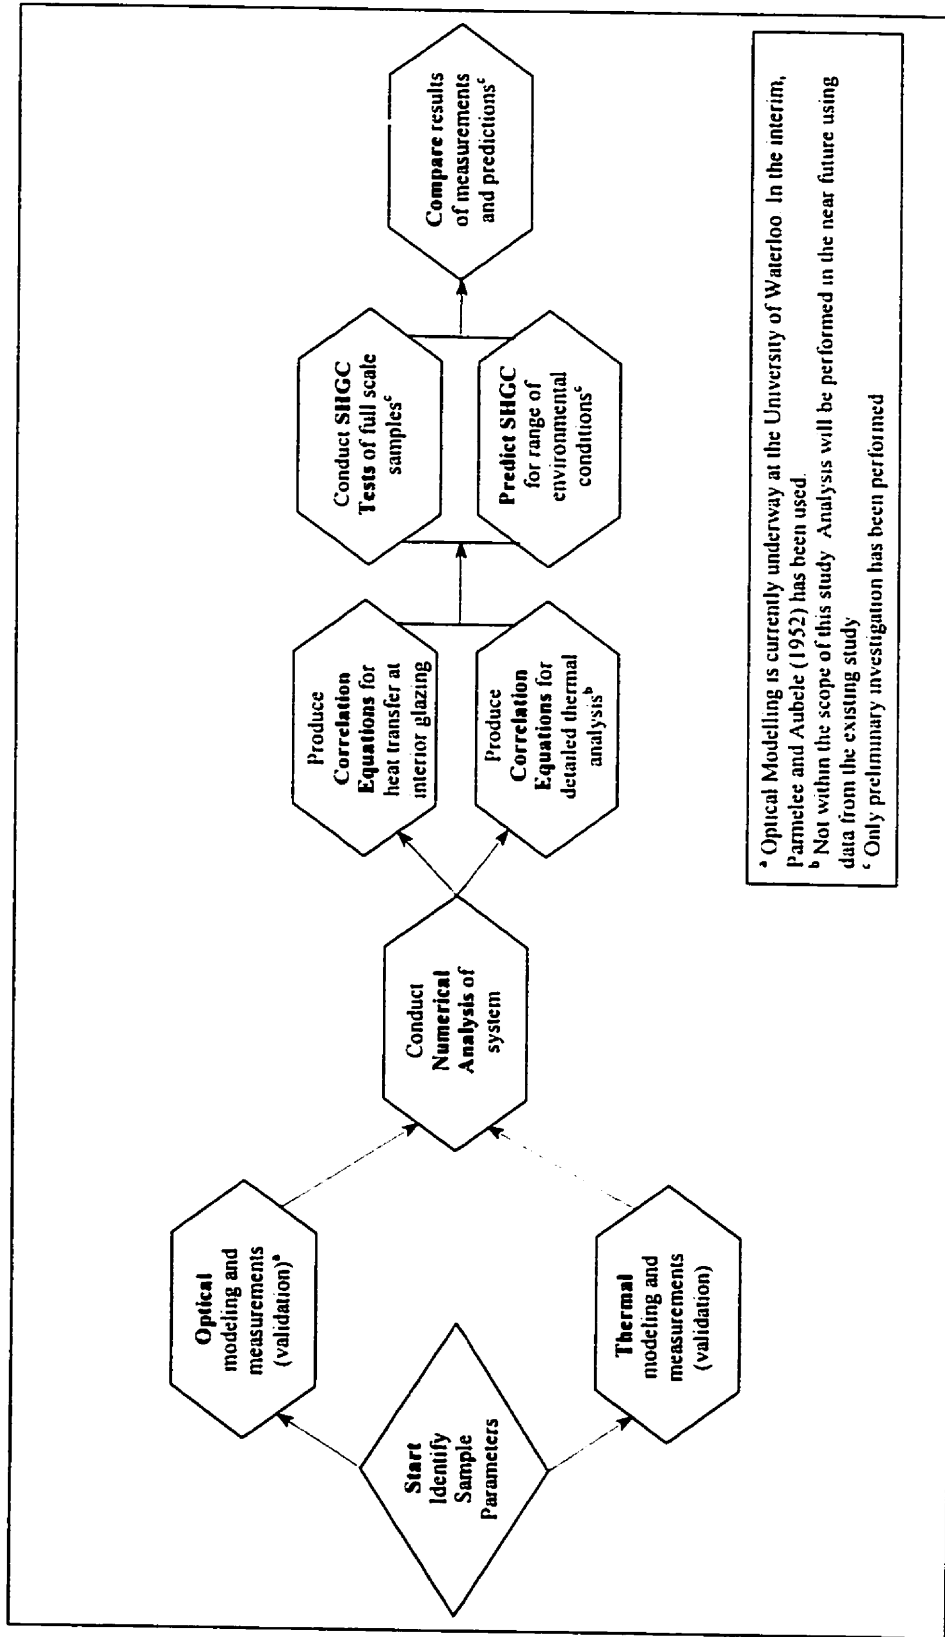 Start
Identify
Sample
Parameters
Optical
modeling and
measurements
(validation)ᵃ
Thermal
modeling and
measurements
(validation)
Conduct
Numerical
Analysis of
system
Produce
Correlation
Equations for
heat transfer at
interior glazing
Produce
Correlation
Equations for
detailed thermal
analysisᵇ
Conduct SHGC
Tests of full scale
samplesᶜ
Predict SHGC
for range of
environmental
conditionsᶜ
Compare results
of measurements
and predictionsᶜ
ᵃ Optical Modelling is currently underway at the University of Waterloo In the interim,
Parmelee and Aubele (1952) has been used.
ᵇ Not within the scope of this study Analysis will be performed in the near future using
data from the existing study
ᶜ Only preliminary investigation has been performed